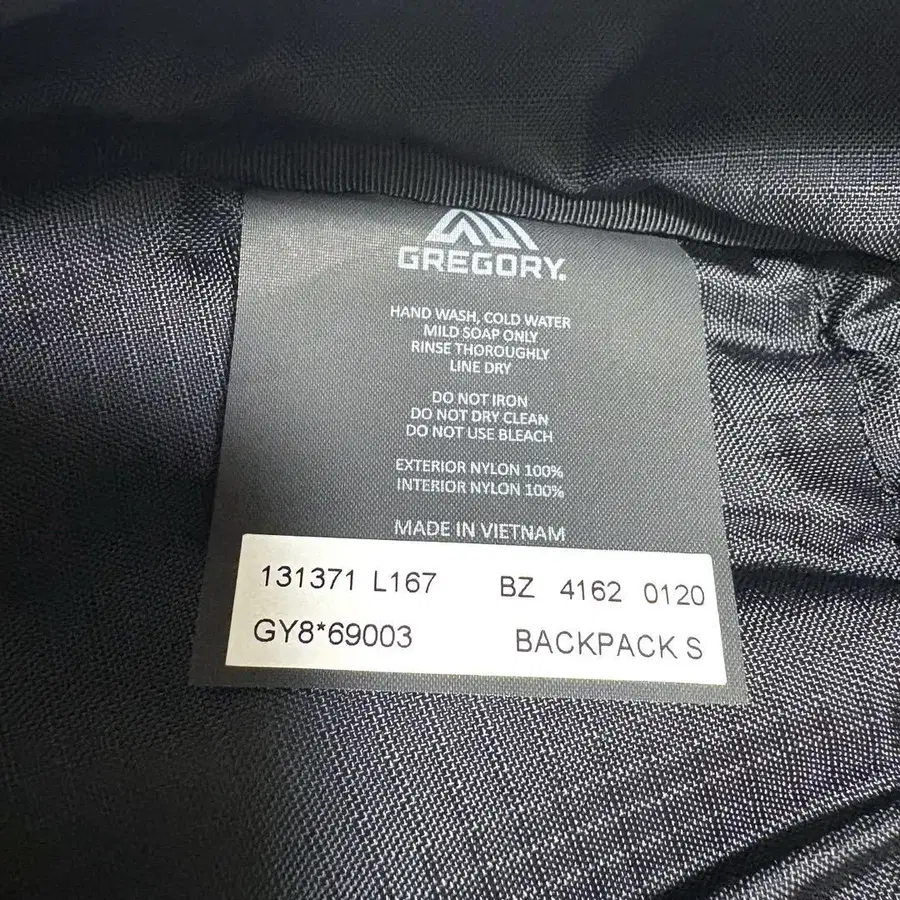 GREGORY.
HAND WASH, COLD WATER
MILD SOAP ONLY
RINSE THOROUGHLY
LINE DRY
DO NOT IRON
DO NOT DRY CLEAN
DO NOT USE BLEACH
EXTERIOR NYLON 100%
INTERIOR NYLON 100%
MADE IN VIETNAM
131371 L167 BZ 4162 0120
GY8*69003 BACKPACK S